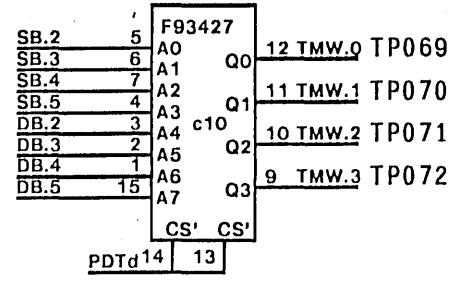 F93427
SB.2 5 A0
SB.3 6 A1 Q0 12 TMW.0 TP069
SB.4 7 A2
SB.5 4 A3 Q1 11 TMW.1 TP070
DB.2 3 A4 c10
DB.3 2 A5 Q2 10 TMW.2 TP071
DB.4 1 A6
DB.5 15 A7 Q3 9 TMW.3 TP072
CS' CS'
PDTd 14 13